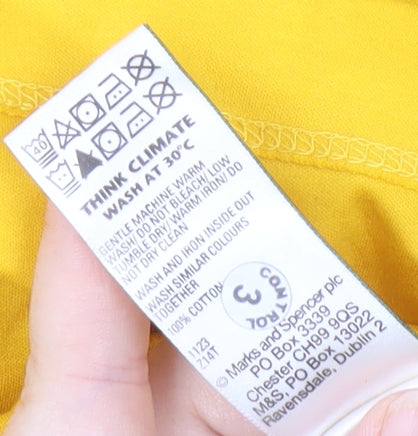 40
THINK CLIMATE
WASH AT 30°C
GENTLE MACHINE WARM
WASH/DO NOT BLEACH/LOW
TUMBLE DRY/WARM IRON/DO
NOT DRY CLEAN
WASH AND IRON INSIDE OUT
WASH SIMILAR COLOURS
TOGETHER
100% COTTON
CONTROL
3
1123
Z14T
© Marks and Spencer plc
PO Box 3339
Chester CH99 9QS
M&S, PO Box 13022
Ravensdale, Dublin 2